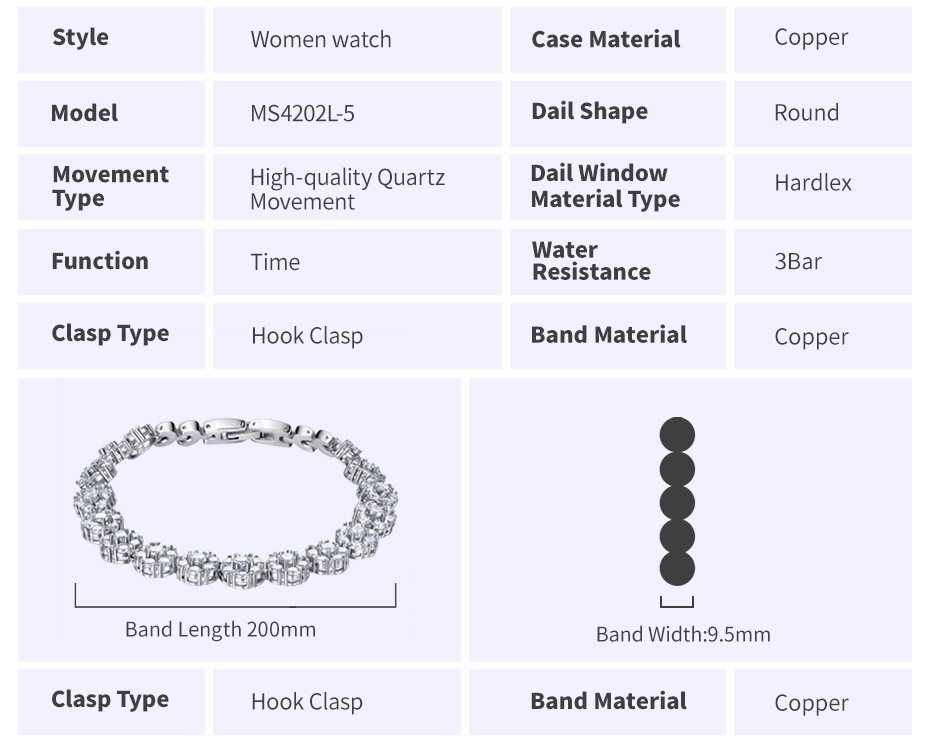 Style
Women watch
Case Material
Copper
Model
MS4202L-5
Dail Shape
Round
Movement
Type
High-quality Quartz
Movement
Dail Window
Material Type
Hardlex
Function
Time
Water
Resistance
3Bar
Clasp Type
Hook Clasp
Band Material
Copper
Band Length 200mm
Band Width:9.5mm
Clasp Type
Hook Clasp
Band Material
Copper